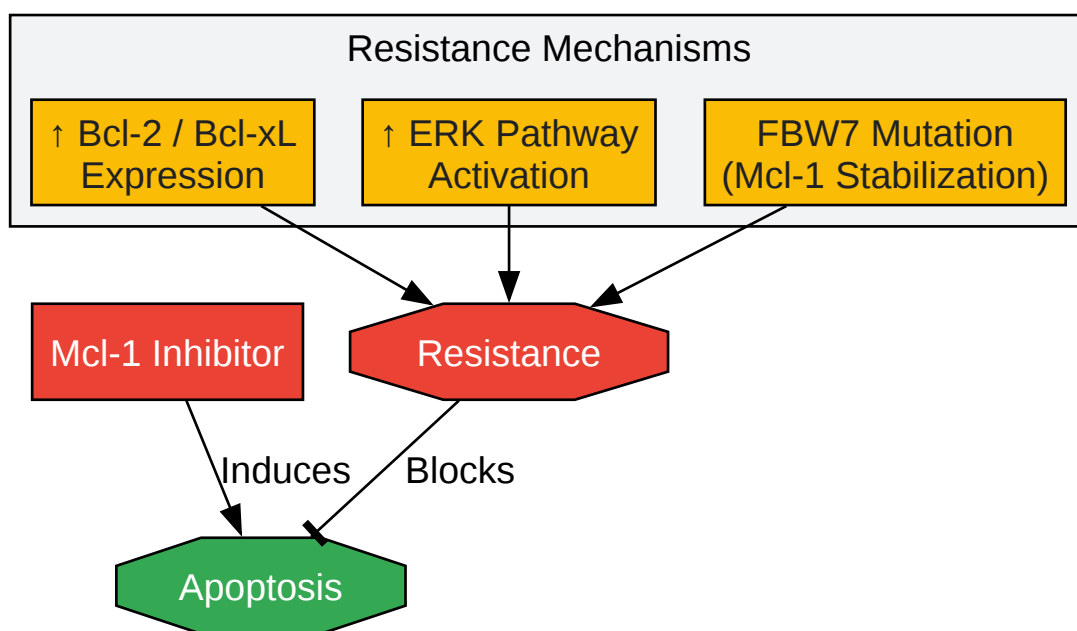 Resistance Mechanisms
↑ Bcl-2 / Bcl-xL
Expression
↑ ERK Pathway
Activation
FBW7 Mutation
(Mcl-1 Stabilization)
Mcl-1 Inhibitor
Resistance
Induces
Blocks
Apoptosis